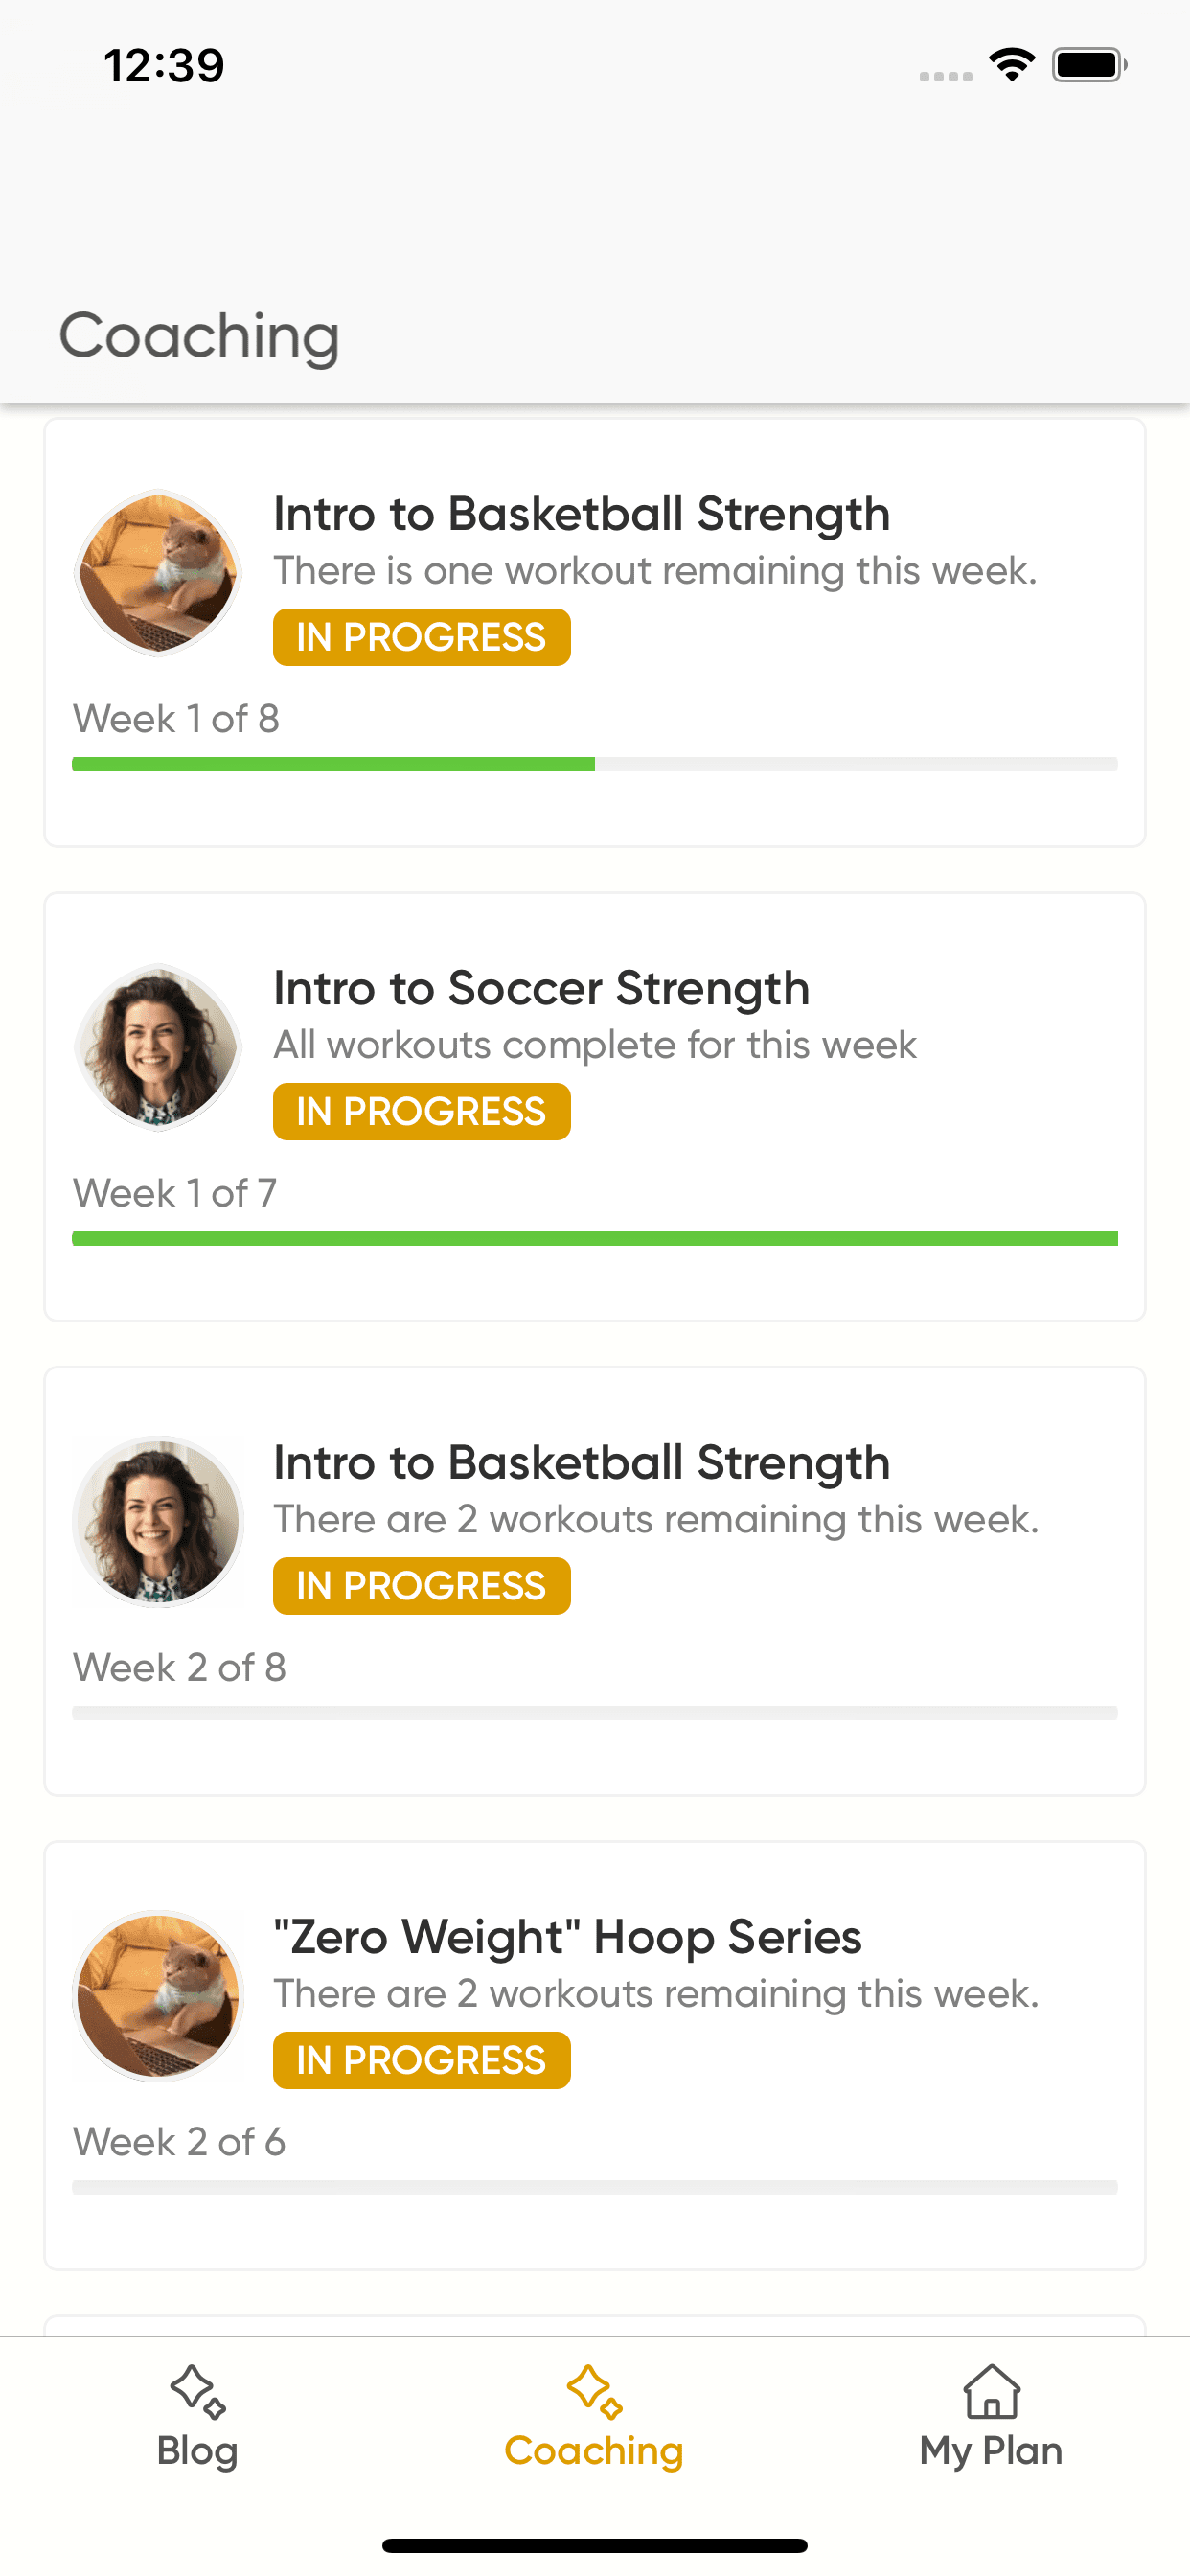 12:39
Coaching
Intro to Basketball Strength
There is one workout remaining this week.
IN PROGRESS
Week 1 of 8
Intro to Soccer Strength
All workouts complete for this week
IN PROGRESS
Week 1 of 7
Intro to Basketball Strength
There are 2 workouts remaining this week.
IN PROGRESS
Week 2 of 8
"Zero Weight" Hoop Series
There are 2 workouts remaining this week.
IN PROGRESS
Week 2 of 6
Blog
Coaching
My Plan